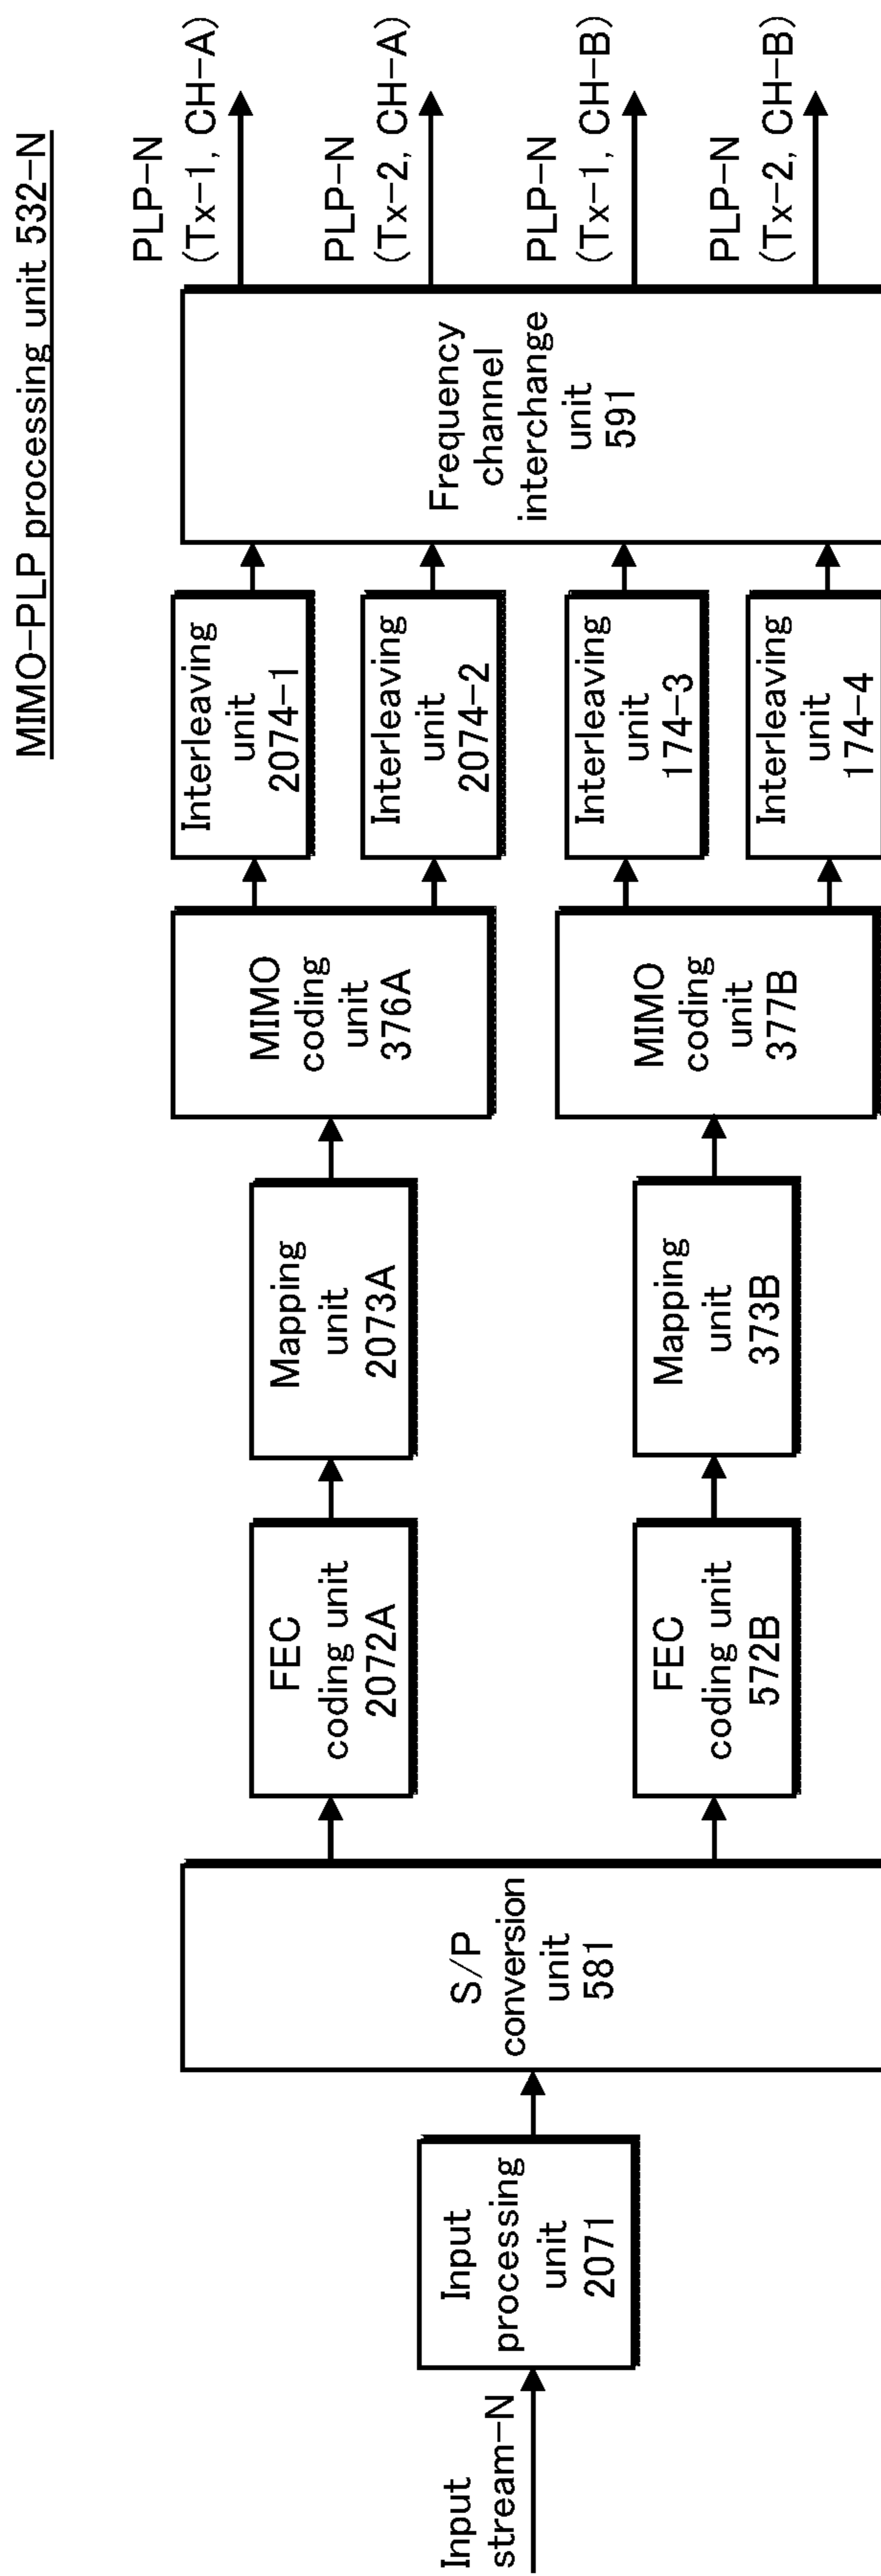 MIMO-PLP processing unit 532-N
Input
stream-N
Input
processing
unit
2071
S/P
conversion
unit
581
FEC
coding unit
2072A
Mapping
unit
2073A
MIMO
coding
unit
376A
Interleaving
unit
2074-1
Interleaving
unit
2074-2
FEC
coding unit
572B
Mapping
unit
373B
MIMO
coding
unit
377B
Interleaving
unit
174-3
Interleaving
unit
174-4
Frequency
channel
interchange
unit
591
PLP-N
(Tx-1, CH-A)
PLP-N
(Tx-2, CH-A)
PLP-N
(Tx-1, CH-B)
PLP-N
(Tx-2, CH-B)